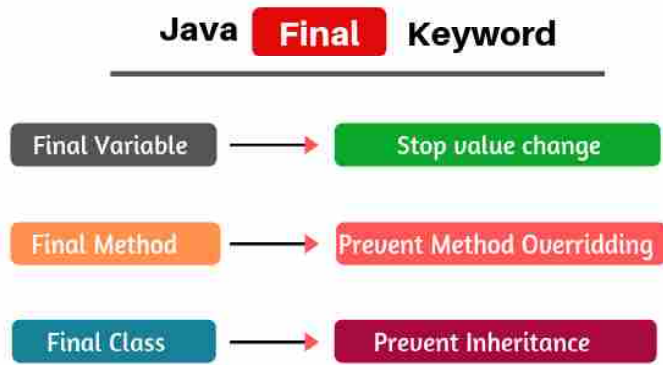 Java Final Keyword
Final Variable Stop value change
Final Method Prevent Method Overridding
Final Class Prevent Inheritance